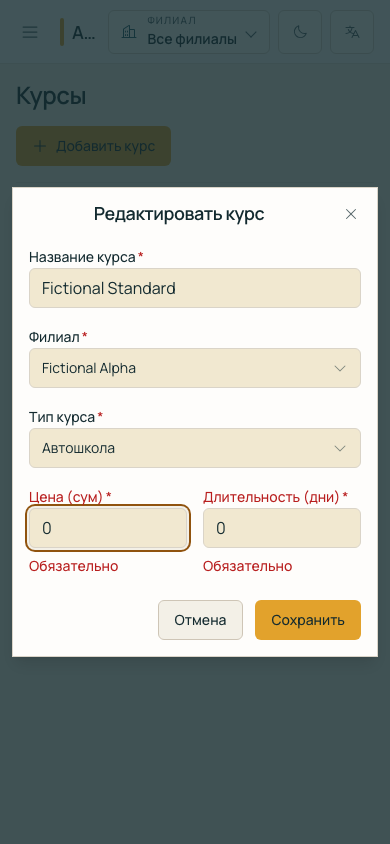 А...
ФИЛИАЛ
Все филиалы
Курсы
Добавить курс
Редактировать курс
Название курса *
Fictional Standard
Филиал *
Fictional Alpha
Тип курса *
Автошкола
Цена (сум) * Длительность (дни) *
0 0
Обязательно Обязательно
Отмена Сохранить